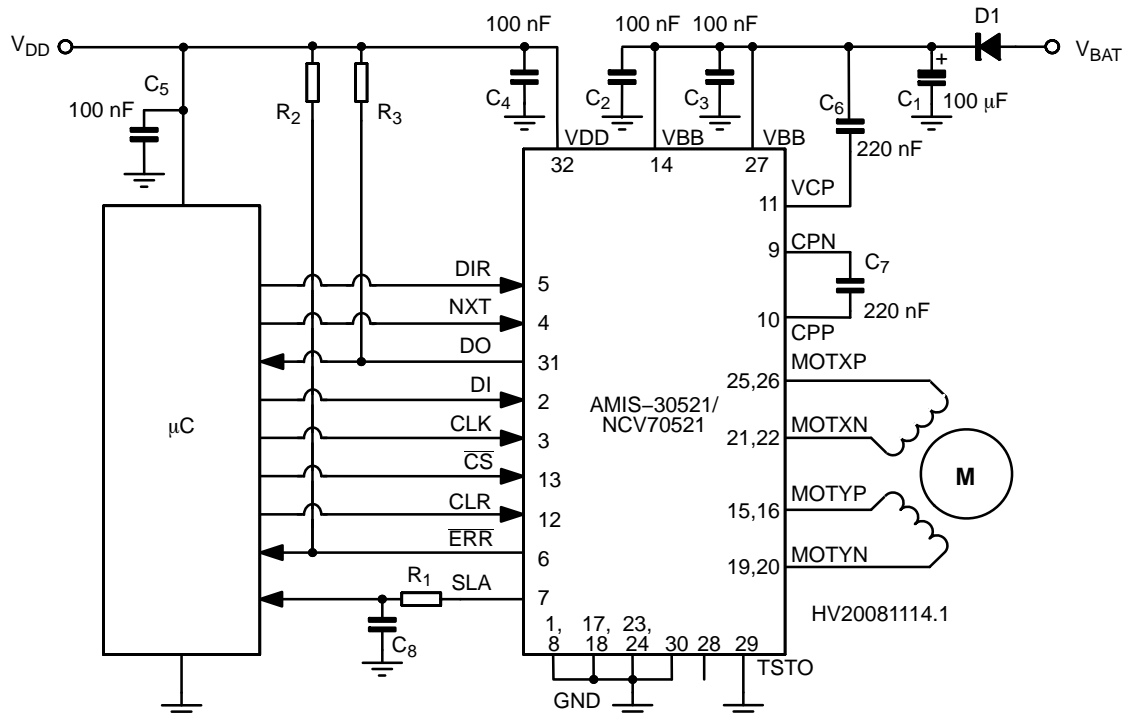 100 nF
100 nF
100 nF
D1
V_DD
V_BAT
C5
100 nF
R2
R3
C4
C2
C3
C6
C1
100 μF
VDD
VBB
VBB
32
14
27
220 nF
VCP
11
9
CPN
C7
DIR
5
220 nF
NXT
4
10
CPP
DO
31
MOTXP
25,26
DI
2
AMIS–30521/
NCV70521
μC
CLK
3
MOTXN
21,22
CS
13
M
CLR
12
MOTYP
15,16
ERR
6
MOTYN
19,20
R1
SLA
7
HV20081114.1
C8
1,
8
17,
18
23,
24
30
28
29
TSTO
GND